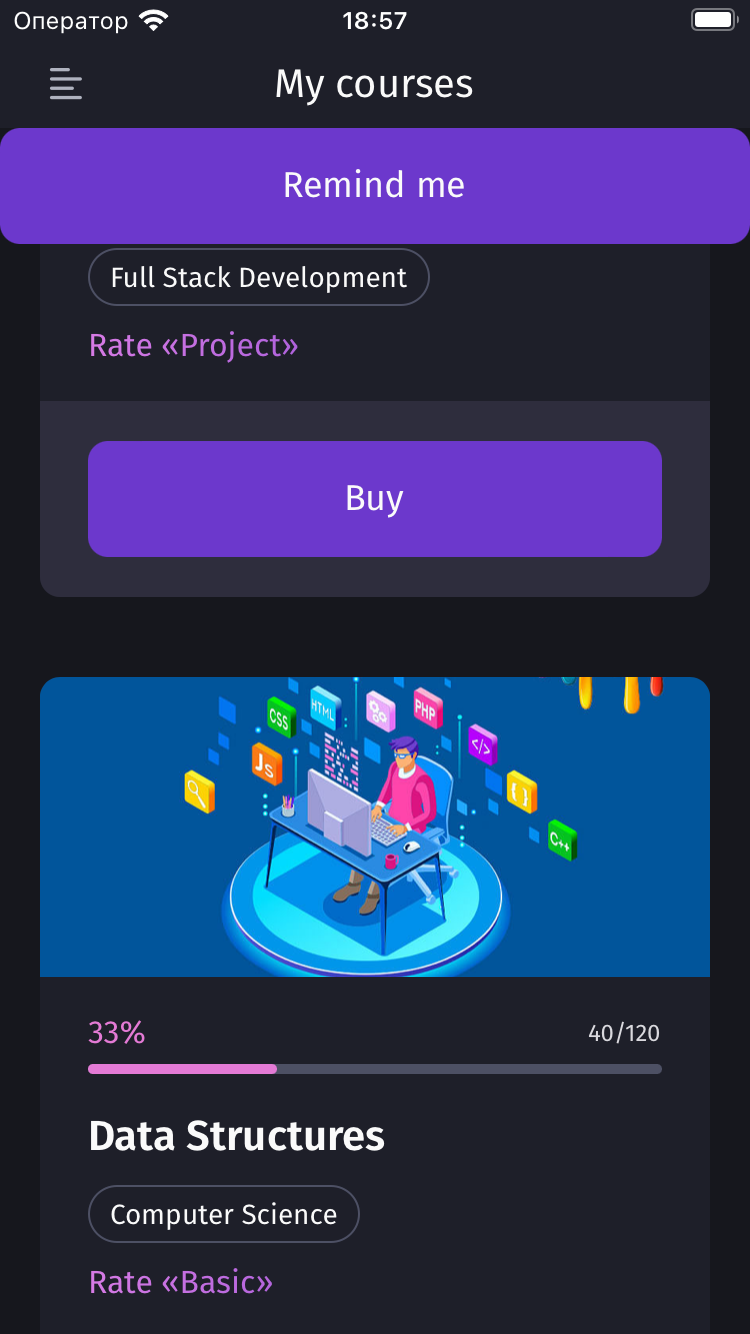 Оператор 18:57
My courses
Remind me
Full Stack Development
Rate «Project»
Buy
CSS
HTML
PHP
</>
JS
{ }
C++
33% 40/120
Data Structures
Computer Science
Rate «Basic»